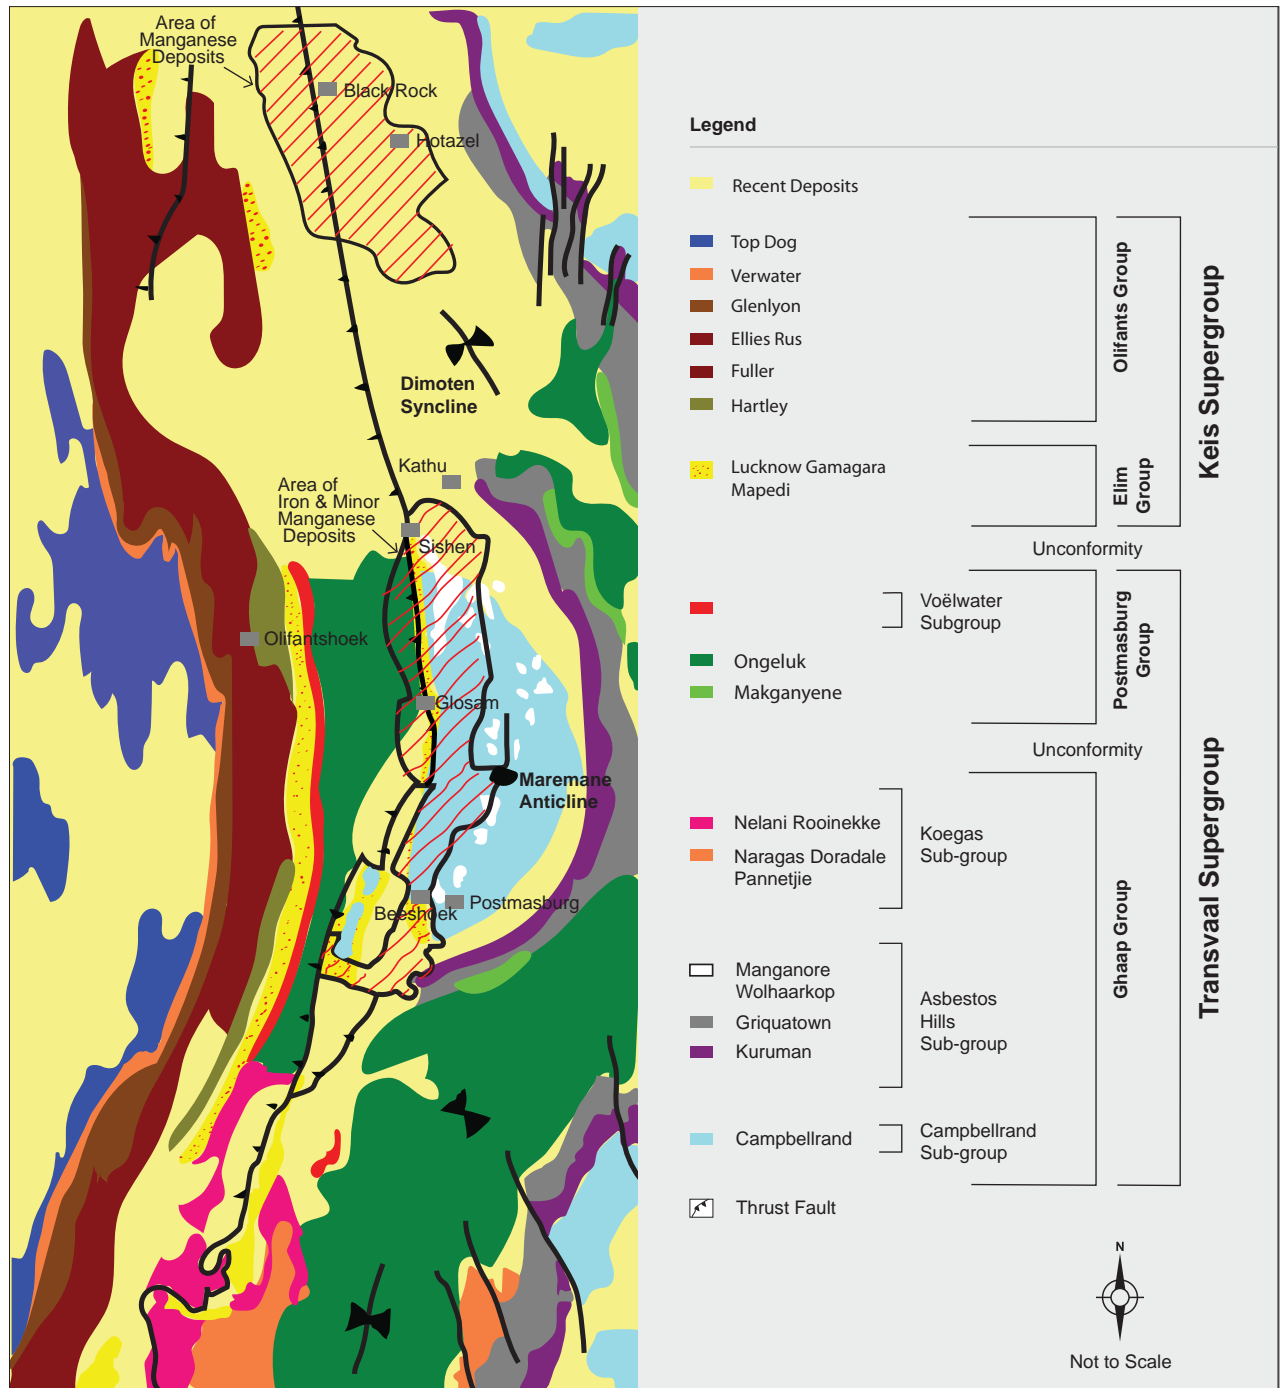 Area of
Manganese
Deposits
Black Rock
Hotazel
Dimoten
Syncline
Kathu
Area of
Iron & Minor
Manganese
Deposits
Sishen
Olifantshoek
Glosam
Maremane
Anticline
Beeshoek
Postmasburg
Legend
Recent Deposits
Top Dog
Verwater
Glenlyon
Ellies Rus
Fuller
Hartley
Olifants Group
Lucknow Gamagara
Mapedi
Elim
Group
Keis Supergroup
Unconformity
Voëlwater
Subgroup
Ongeluk
Makganyene
Postmasburg
Group
Unconformity
Nelani Rooinekke
Naragas Doradale
Pannetjie
Koegas
Sub-group
Manganore
Wolhaarkop
Griquatown
Kuruman
Asbestos
Hills
Sub-group
Campbellrand
Campbellrand
Sub-group
Ghaap Group
Transvaal Supergroup
Thrust Fault
N
Not to Scale